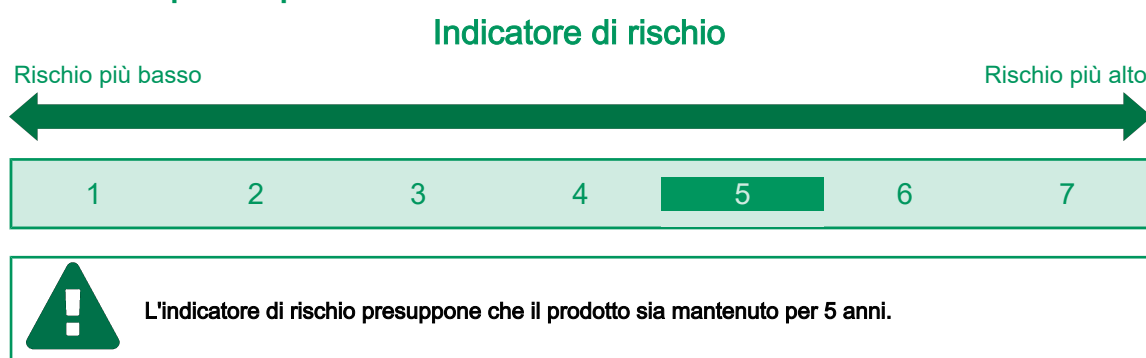 Indicatore di rischio
Rischio più basso
Rischio più alto
1 2 3 4 5 6 7
L'indicatore di rischio presuppone che il prodotto sia mantenuto per 5 anni.